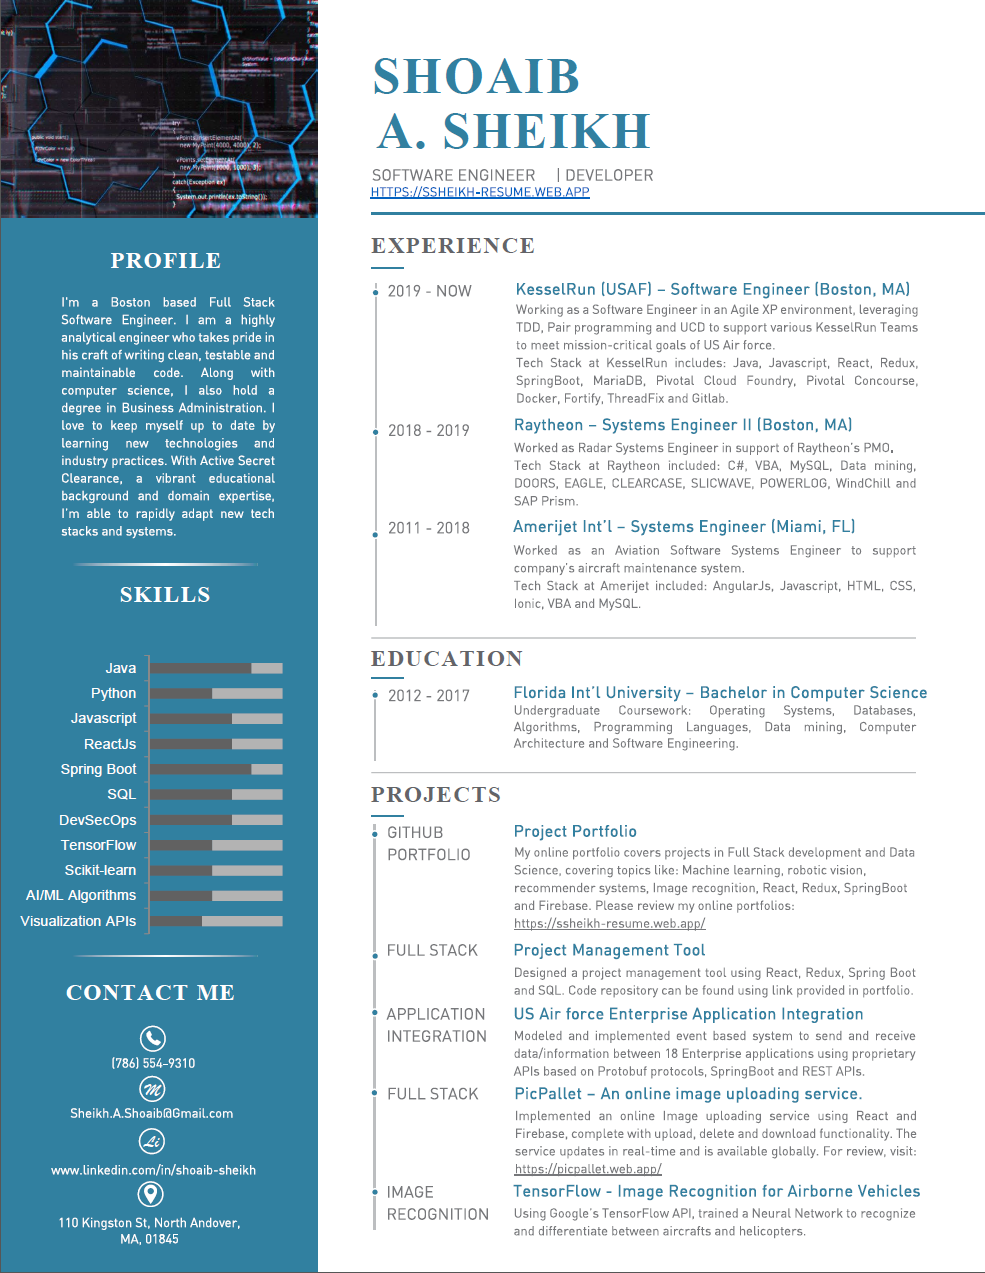 try
vPoints.insertElementAt(
new MyPoint(4000, 4000), 2);
new MyPoint(5000, 1000), 3);
catch(Exception ex)
System.out.println(ex.toString());
SHOAIB
A. SHEIKH
SOFTWARE ENGINEER | DEVELOPER
HTTPS://SSHEIKH-RESUME.WEB.APP
PROFILE
I'm a Boston based Full Stack
Software Engineer. I am a highly
analytical engineer who takes pride in
his craft of writing clean, testable and
maintainable code. Along with
computer science, I also hold a
degree in Business Administration. I
love to keep myself up to date by
learning new technologies and
industry practices. With Active Secret
Clearance, a vibrant educational
background and domain expertise,
I'm able to rapidly adapt new tech
stacks and systems.
SKILLS
Java
Python
Javascript
ReactJs
Spring Boot
SQL
DevSecOps
TensorFlow
Scikit-learn
AI/ML Algorithms
Visualization APIs
CONTACT ME
(786) 554-9310
Sheikh.A.Shoaib@Gmail.com
Li
www.linkedin.com/in/shoaib-sheikh
110 Kingston St, North Andover,
MA, 01845
EXPERIENCE
2019 - NOW
KesselRun (USAF) – Software Engineer (Boston, MA)
Working as a Software Engineer in an Agile XP environment, leveraging
TDD, Pair programming and UCD to support various KesselRun Teams
to meet mission-critical goals of US Air force.
Tech Stack at KesselRun includes: Java, Javascript, React, Redux,
SpringBoot, MariaDB, Pivotal Cloud Foundry, Pivotal Concourse,
Docker, Fortify, ThreadFix and Gitlab.
2018 - 2019
Raytheon – Systems Engineer II (Boston, MA)
Worked as Radar Systems Engineer in support of Raytheon's PMO.
Tech Stack at Raytheon included: C#, VBA, MySQL, Data mining,
DOORS, EAGLE, CLEARCASE, SLICWAVE, POWERLOG, WindChill and
SAP Prism.
2011 - 2018
Amerijet Int'l – Systems Engineer (Miami, FL)
Worked as an Aviation Software Systems Engineer to support
company's aircraft maintenance system.
Tech Stack at Amerijet included: AngularJs, Javascript, HTML, CSS,
Ionic, VBA and MySQL.
EDUCATION
2012 - 2017
Florida Int'l University – Bachelor in Computer Science
Undergraduate Coursework: Operating Systems, Databases,
Algorithms, Programming Languages, Data mining, Computer
Architecture and Software Engineering.
PROJECTS
GITHUB
PORTFOLIO
Project Portfolio
My online portfolio covers projects in Full Stack development and Data
Science, covering topics like: Machine learning, robotic vision,
recommender systems, Image recognition, React, Redux, SpringBoot
and Firebase. Please review my online portfolios:
https://ssheikh-resume.web.app/
FULL STACK
Project Management Tool
Designed a project management tool using React, Redux, Spring Boot
and SQL. Code repository can be found using link provided in portfolio.
APPLICATION
INTEGRATION
US Air force Enterprise Application Integration
Modeled and implemented event based system to send and receive
data/information between 18 Enterprise applications using proprietary
APIs based on Protobuf protocols, SpringBoot and REST APIs.
FULL STACK
PicPallet – An online image uploading service.
Implemented an online Image uploading service using React and
Firebase, complete with upload, delete and download functionality. The
service updates in real-time and is available globally. For review, visit:
https://picpallet.web.app/
IMAGE
RECOGNITION
TensorFlow - Image Recognition for Airborne Vehicles
Using Google's TensorFlow API, trained a Neural Network to recognize
and differentiate between aircrafts and helicopters.